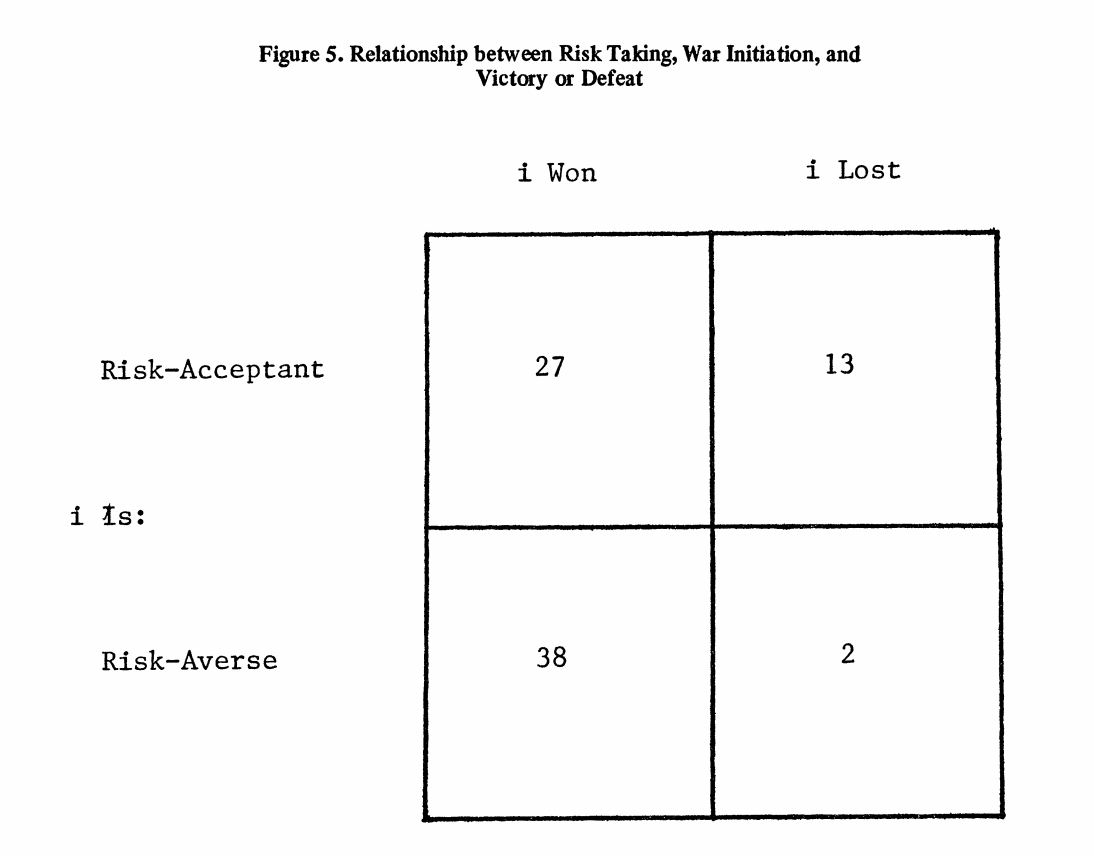 Figure 5. Relationship between Risk Taking, War Initiation, and
Victory or Defeat
i Won i Lost
Risk-Acceptant 27 13
i Is:
Risk-Averse 38 2